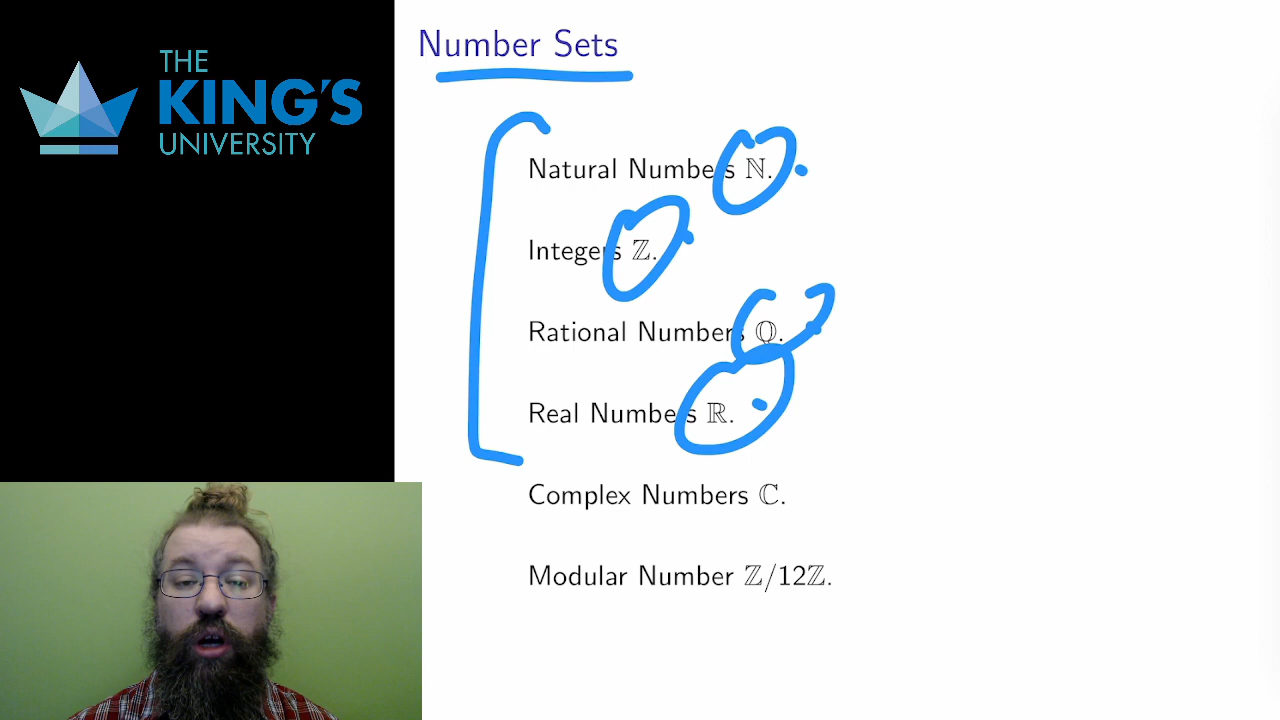 THE
KING'S
UNIVERSITY
Number Sets
Natural Numbers ℕ.
Integers ℤ.
Rational Numbers ℚ.
Real Numbers ℝ.
Complex Numbers ℂ.
Modular Number ℤ/12ℤ.